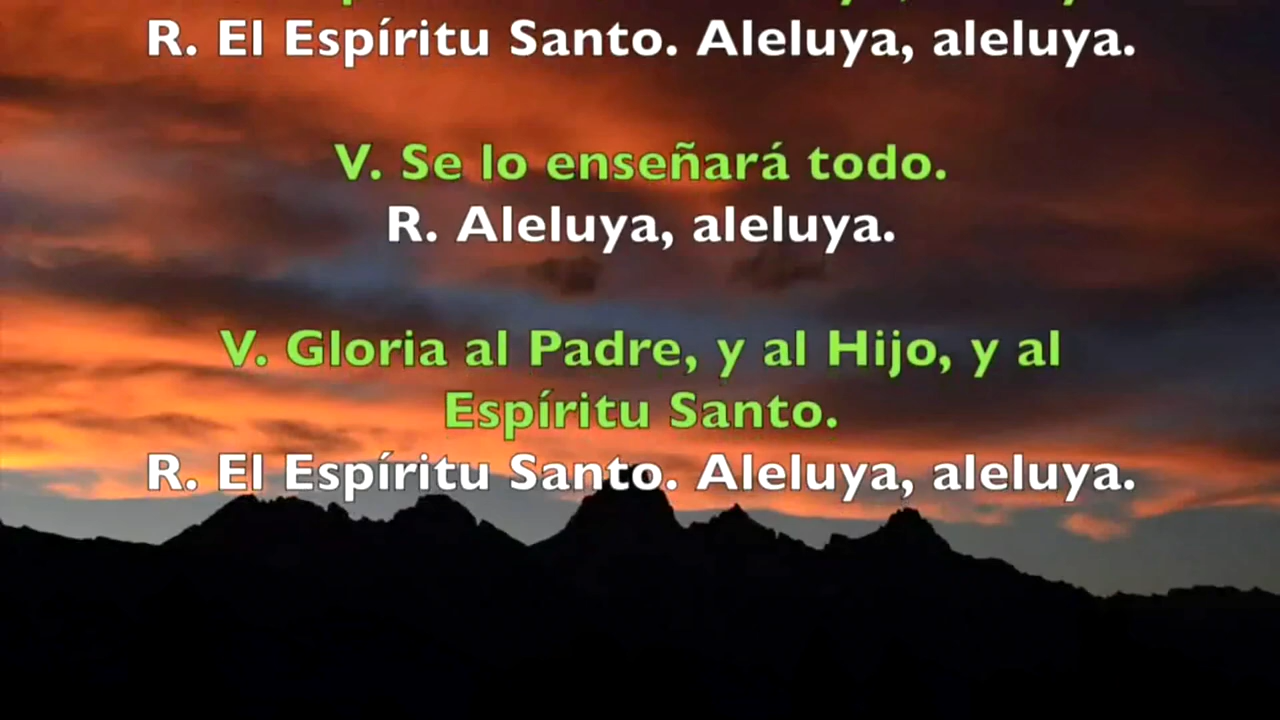 R. El Espíritu Santo. Aleluya, aleluya.
V. Se lo enseñará todo.
R. Aleluya, aleluya.
V. Gloria al Padre, y al Hijo, y al
Espíritu Santo.
R. El Espíritu Santo. Aleluya, aleluya.